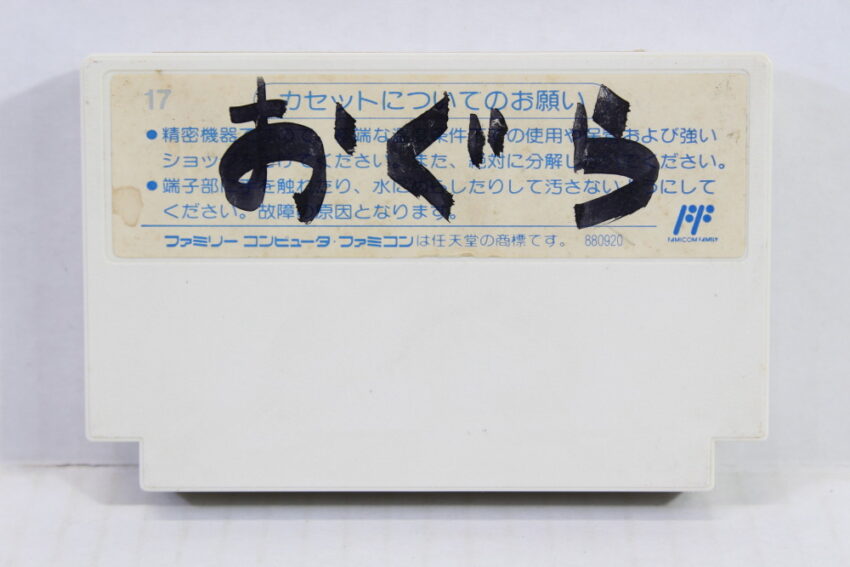 17
カセットについてのお願い
おぐら
●精密機器 端な 条件 の使用や および強い
ショッ ください。また、絶対に分解し ださい。
●端子部 を触れたり、水に らしたりして汚さない うにして
ください。故障 原因となります。
ファミリーコンピュータ・ファミコンは任天堂の商標です。 880920
FF
FAMICOM FAMILY